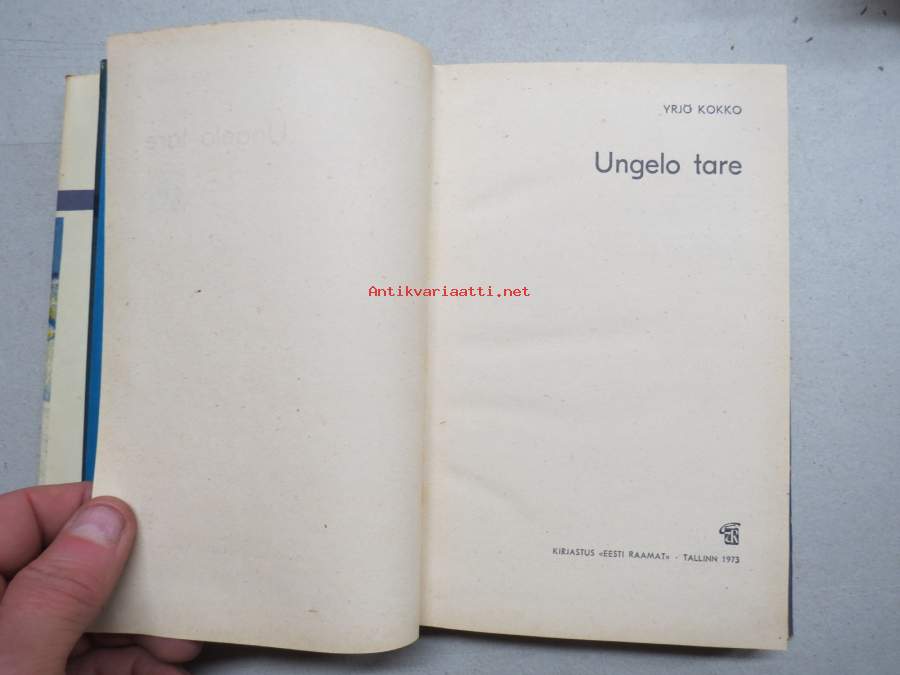 YRJÖ KOKKO
Ungelo tare
Antikvariaatti.net
KIRJASTUS «EESTI RAAMAT» · TALLINN 1973